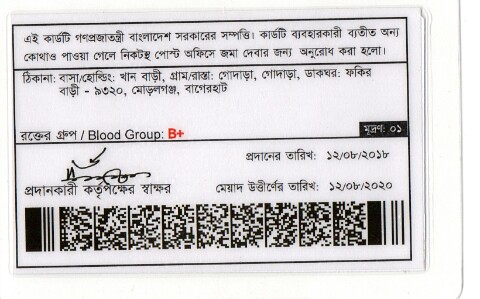 এই কার্ডটি গণপ্রজাতন্ত্রী বাংলাদেশ সরকারের সম্পত্তি। কার্ডটি ব্যবহারকারী ব্যতীত অন্য
কোথাও পাওয়া গেলে নিকটস্থ পোস্ট অফিসে জমা দেবার জন্য অনুরোধ করা হলো।
ঠিকানা: বাসা/হোল্ডিং: খান বাড়ী, গ্রাম/রাস্তা: গোদাড়া, গোদাড়া, ডাকঘর: ফকির
বাড়ী - ৯৩২০, মোড়লগঞ্জ, বাগেরহাট
রক্তের গ্রুপ / Blood Group: B+
মুদ্রণ: ০১
প্রদানের তারিখ: ১২/০৮/২০১৮
প্রদানকারী কর্তৃপক্ষের স্বাক্ষর
মেয়াদ উত্তীর্ণের তারিখ: ১২/০৮/২০২০